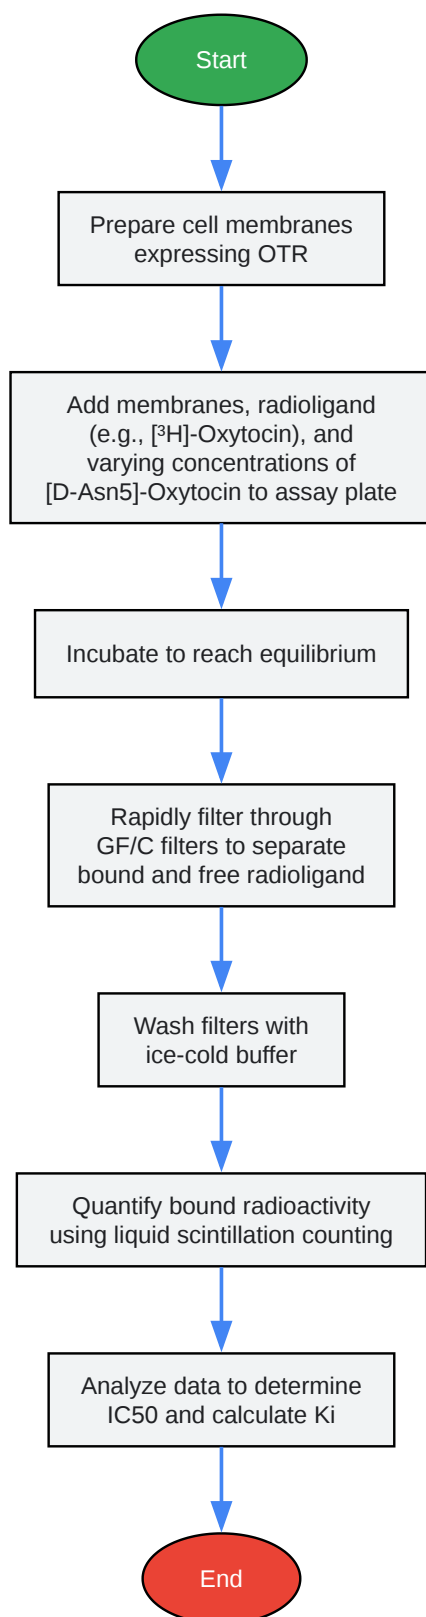 Start
Prepare cell membranes
expressing OTR
Add membranes, radioligand
(e.g., [³H]-Oxytocin), and
varying concentrations of
[D-Asn5]-Oxytocin to assay plate
Incubate to reach equilibrium
Rapidly filter through
GF/C filters to separate
bound and free radioligand
Wash filters with
ice-cold buffer
Quantify bound radioactivity
using liquid scintillation counting
Analyze data to determine
IC50 and calculate Ki
End